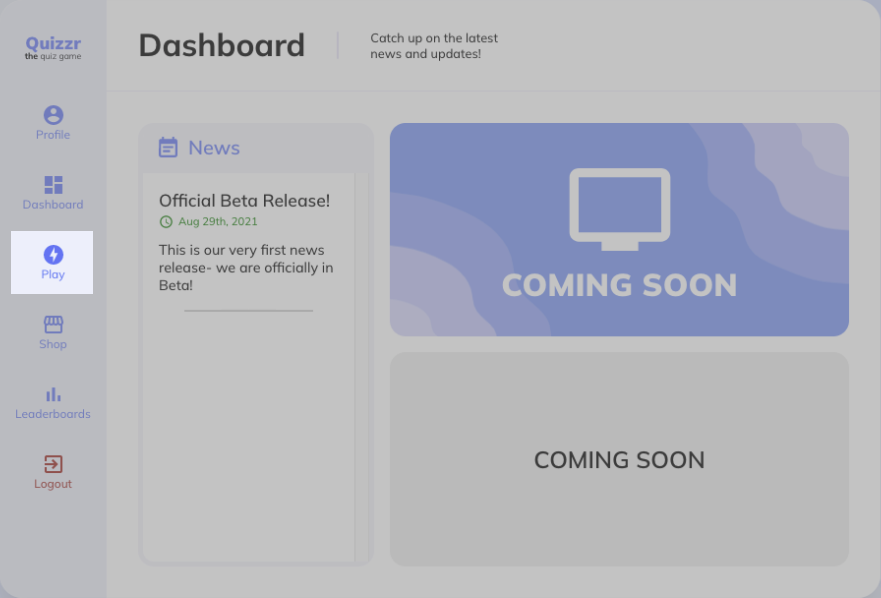 Quizzr
the quiz game
Profile
Dashboard
Play
Shop
Leaderboards
Logout
Dashboard
Catch up on the latest
news and updates!
News
Official Beta Release!
Aug 29th, 2021
This is our very first news
release- we are officially in
Beta!
COMING SOON
COMING SOON